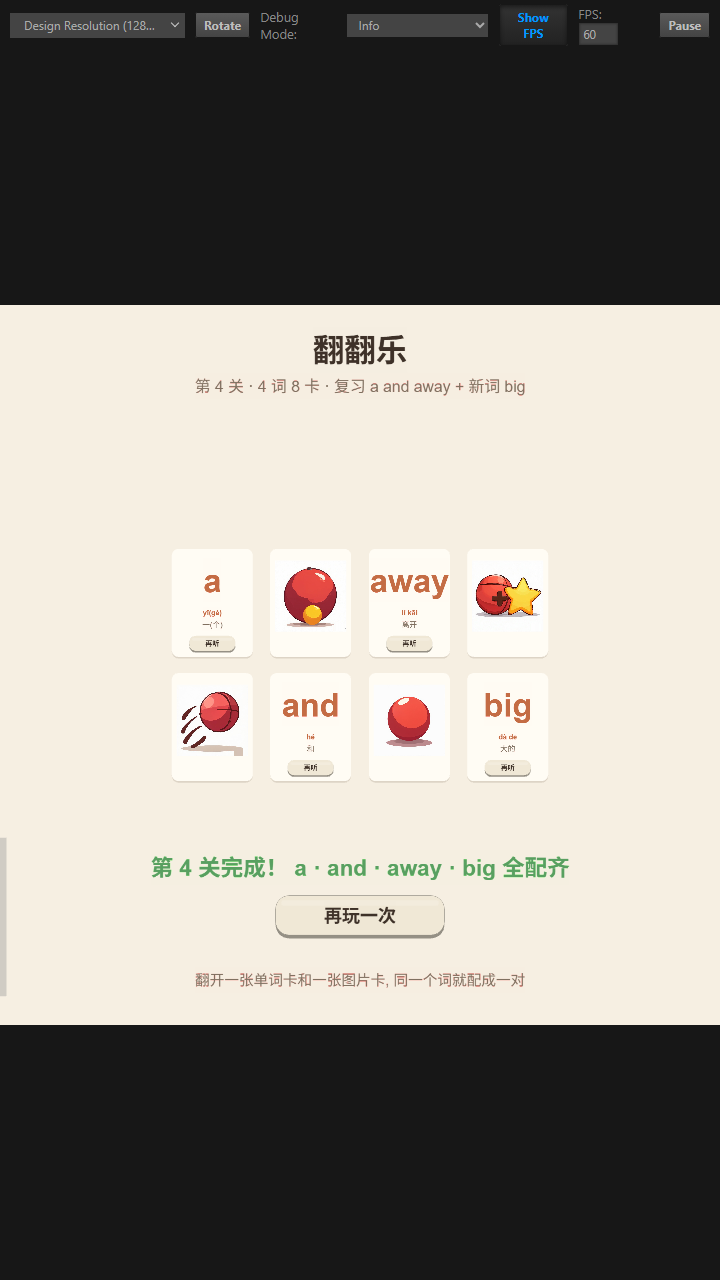 Design Resolution (128...
Rotate
Debug Mode:
Info
Show FPS
FPS:
60
Pause
翻翻乐
第 4 关 · 4 词 8 卡 · 复习 a and away + 新词 big
a
yī(gè)
一(个)
再听
away
lí kāi
离开
再听
and
hé
和
再听
big
dà de
大的
再听
第 4 关完成！ a · and · away · big 全配齐
再玩一次
翻开一张单词卡和一张图片卡, 同一个词就配成一对